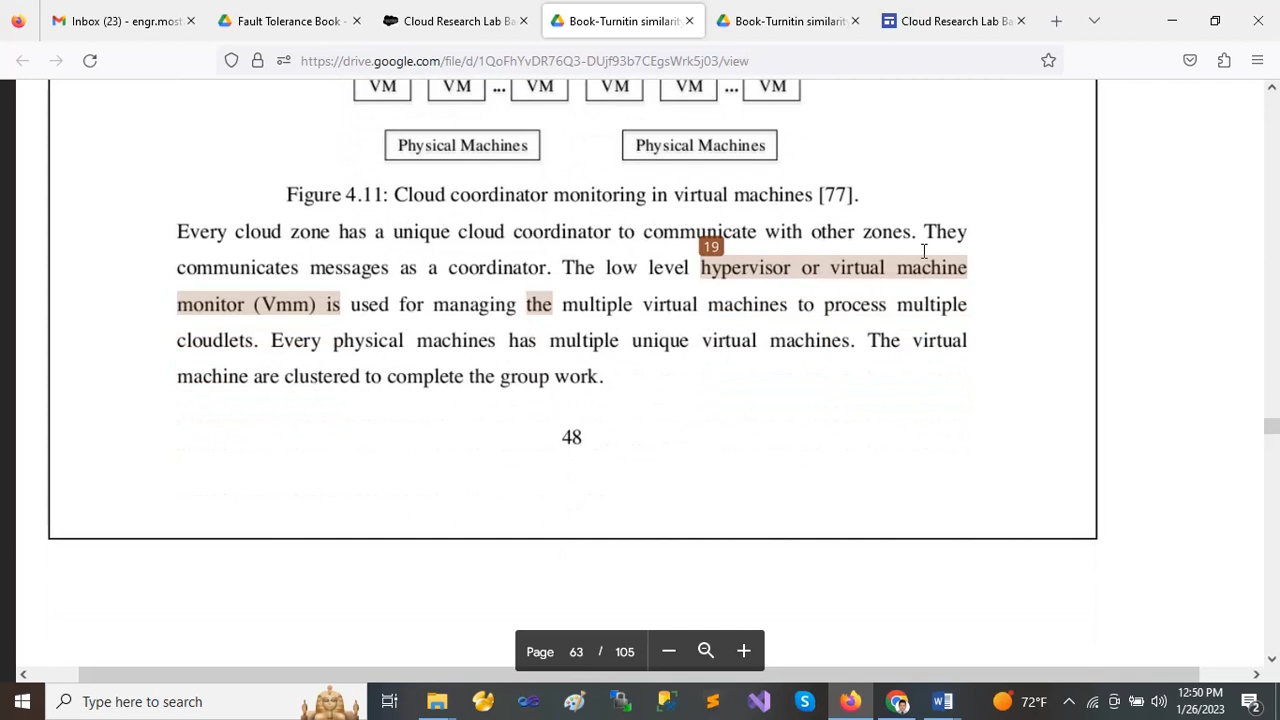 Inbox (23) - engr.most
Fault Tolerance Book -
Cloud Research Lab Ba
Book-Turnitin similarit
Book-Turnitin similarit
Cloud Research Lab Ba
https://drive.google.com/file/d/1QoFhYvDR76Q3-DUjf93b7CEgsWrk5j03/view
VM VM ... VM VM VM ... VM
Physical Machines Physical Machines
Figure 4.11: Cloud coordinator monitoring in virtual machines [77].
Every cloud zone has a unique cloud coordinator to communicate with other zones. They
19
communicates messages as a coordinator. The low level hypervisor or virtual machine
monitor (Vmm) is used for managing the multiple virtual machines to process multiple
cloudlets. Every physical machines has multiple unique virtual machines. The virtual
machine are clustered to complete the group work.
48
Page 63 / 105
Type here to search
72°F
12:50 PM
1/26/2023
2